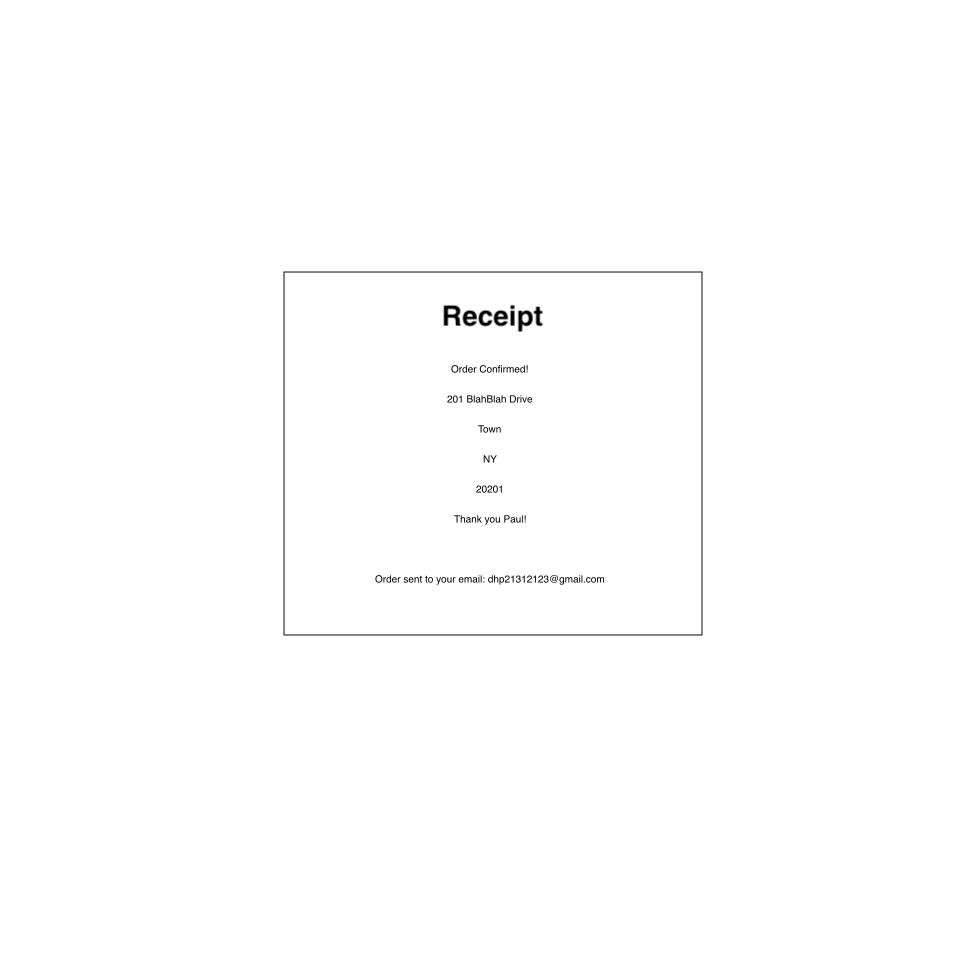 Receipt
Order Confirmed!
201 BlahBlah Drive
Town
NY
20201
Thank you Paul!
Order sent to your email: dhp21312123@gmail.com